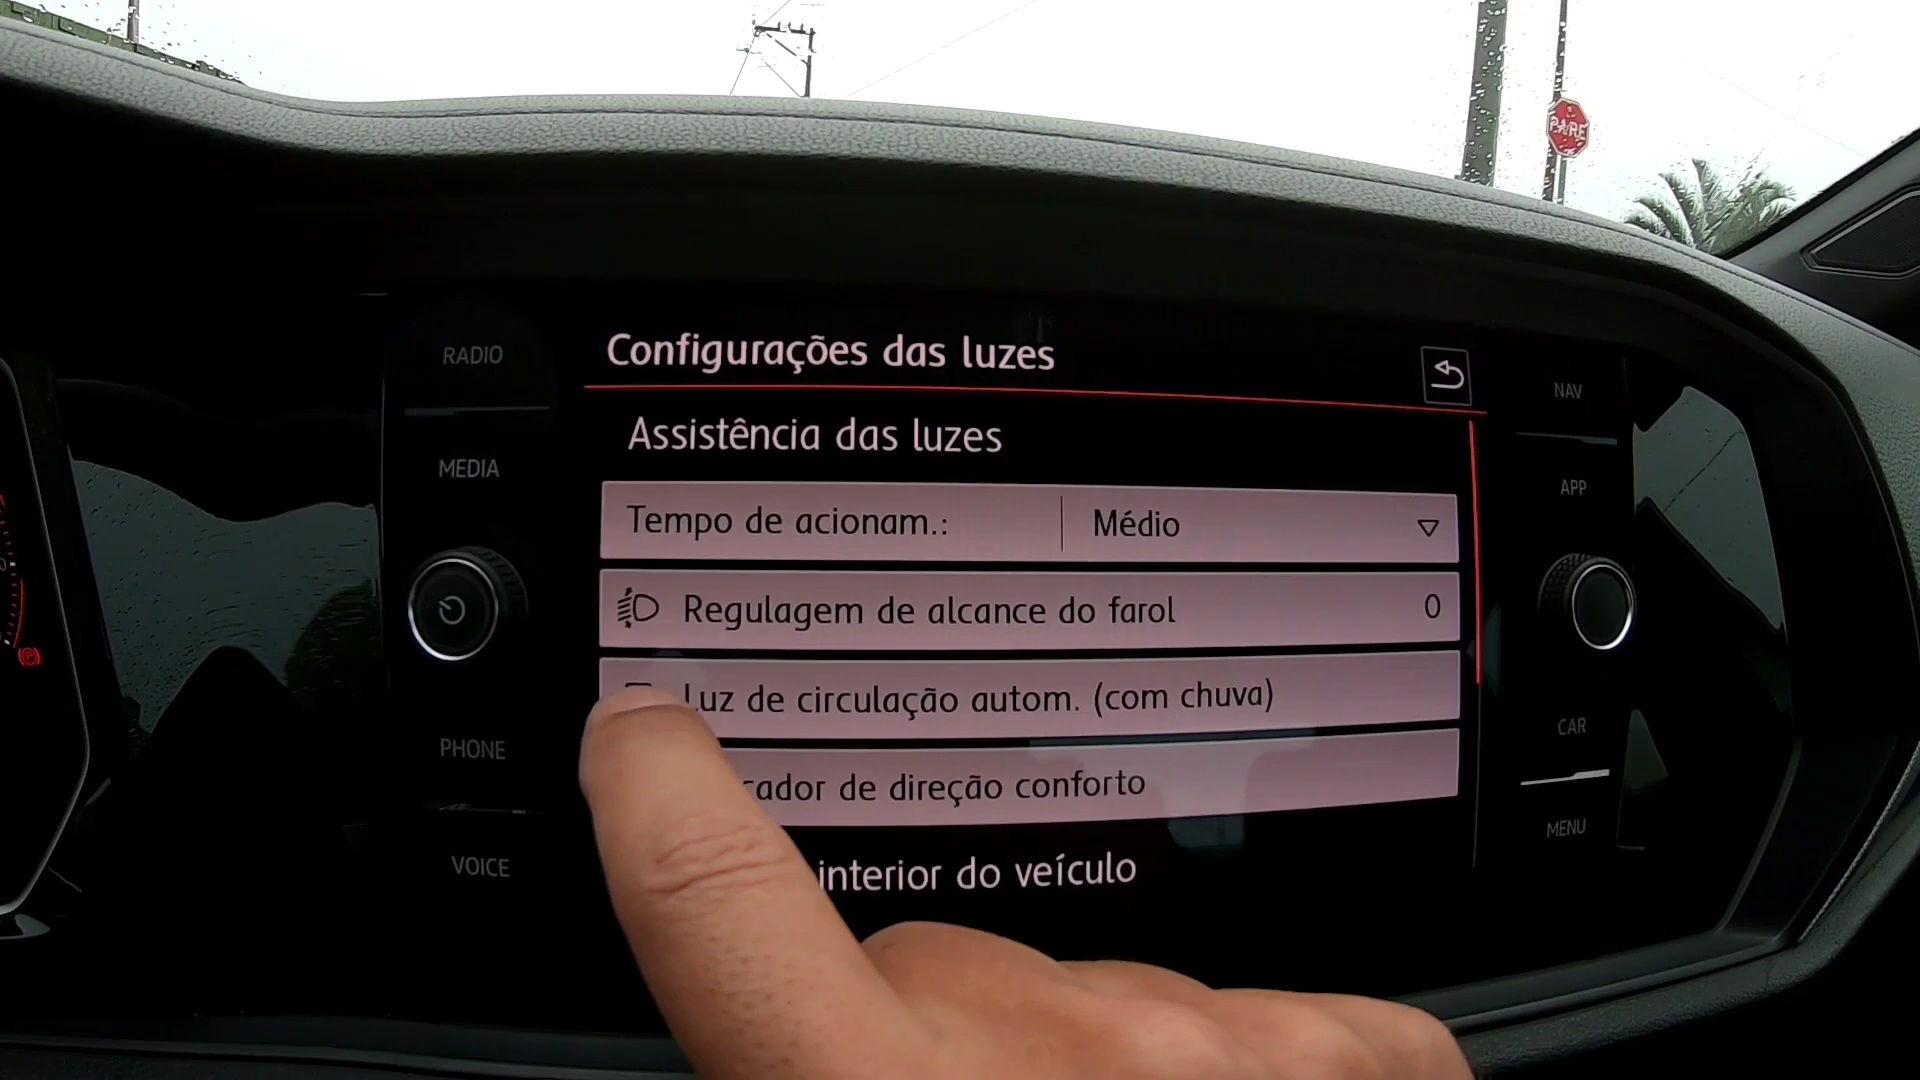 PARE
RADIO
MEDIA
PHONE
VOICE
Configurações das luzes
Assistência das luzes
Tempo de acionam.: Médio
Regulagem de alcance do farol 0
Luz de circulação autom. (com chuva)
de direção conforto
interior do veículo
NAV
APP
CAR
MENU